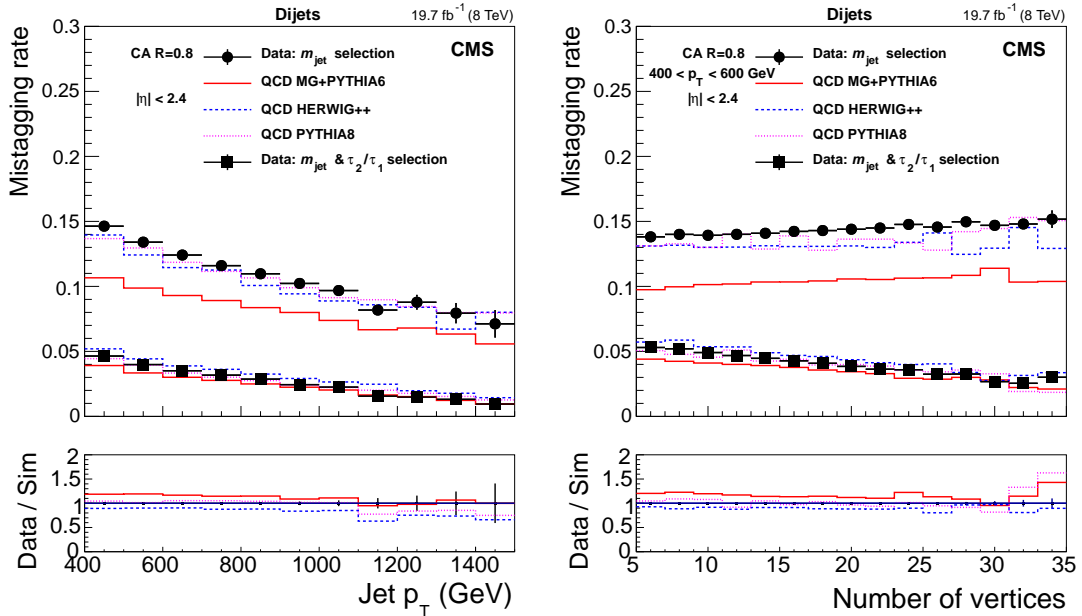 Dijets 19.7 fb⁻¹ (8 TeV)
CMS
CA R=0.8
|η| < 2.4
Data: m_jet selection
QCD MG+PYTHIA6
QCD HERWIG++
QCD PYTHIA8
Data: m_jet & τ₂/τ₁ selection
Mistagging rate
0.3
0.25
0.2
0.15
0.1
0.05
0
Data / Sim
2
1.5
1
0.5
0
400 600 800 1000 1200 1400
Jet p_T (GeV)
Dijets 19.7 fb⁻¹ (8 TeV)
CMS
CA R=0.8
400 < p_T < 600 GeV
|η| < 2.4
Data: m_jet selection
QCD MG+PYTHIA6
QCD HERWIG++
QCD PYTHIA8
Data: m_jet & τ₂/τ₁ selection
Mistagging rate
0.3
0.25
0.2
0.15
0.1
0.05
0
Data / Sim
2
1.5
1
0.5
0
5 10 15 20 25 30 35
Number of vertices